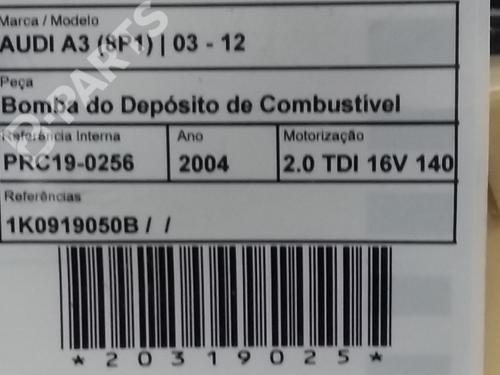 Marca / Modelo
AUDI A3 (8P1) | 03 - 12
Peça
Bomba do Depósito de Combustível
Referência Interna Ano Motorização
PRC19-0256 2004 2.0 TDI 16V 140
Referências
1K0919050B / /
*20319025*
B-PARTS